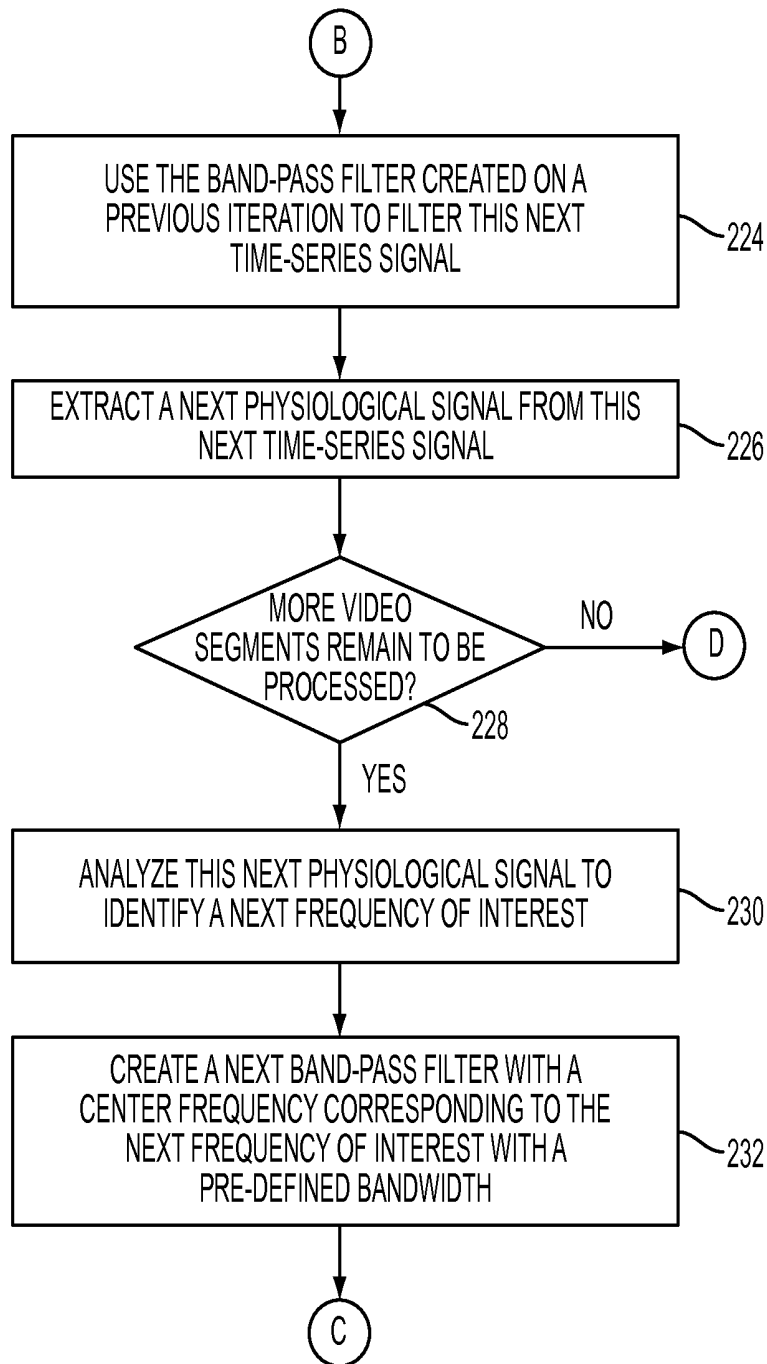 B
USE THE BAND-PASS FILTER CREATED ON A
PREVIOUS ITERATION TO FILTER THIS NEXT
TIME-SERIES SIGNAL
224
EXTRACT A NEXT PHYSIOLOGICAL SIGNAL FROM THIS
NEXT TIME-SERIES SIGNAL
226
MORE VIDEO
SEGMENTS REMAIN TO BE
PROCESSED?
228
NO
D
YES
ANALYZE THIS NEXT PHYSIOLOGICAL SIGNAL TO
IDENTIFY A NEXT FREQUENCY OF INTEREST
230
CREATE A NEXT BAND-PASS FILTER WITH A
CENTER FREQUENCY CORRESPONDING TO THE
NEXT FREQUENCY OF INTEREST WITH A
PRE-DEFINED BANDWIDTH
232
C